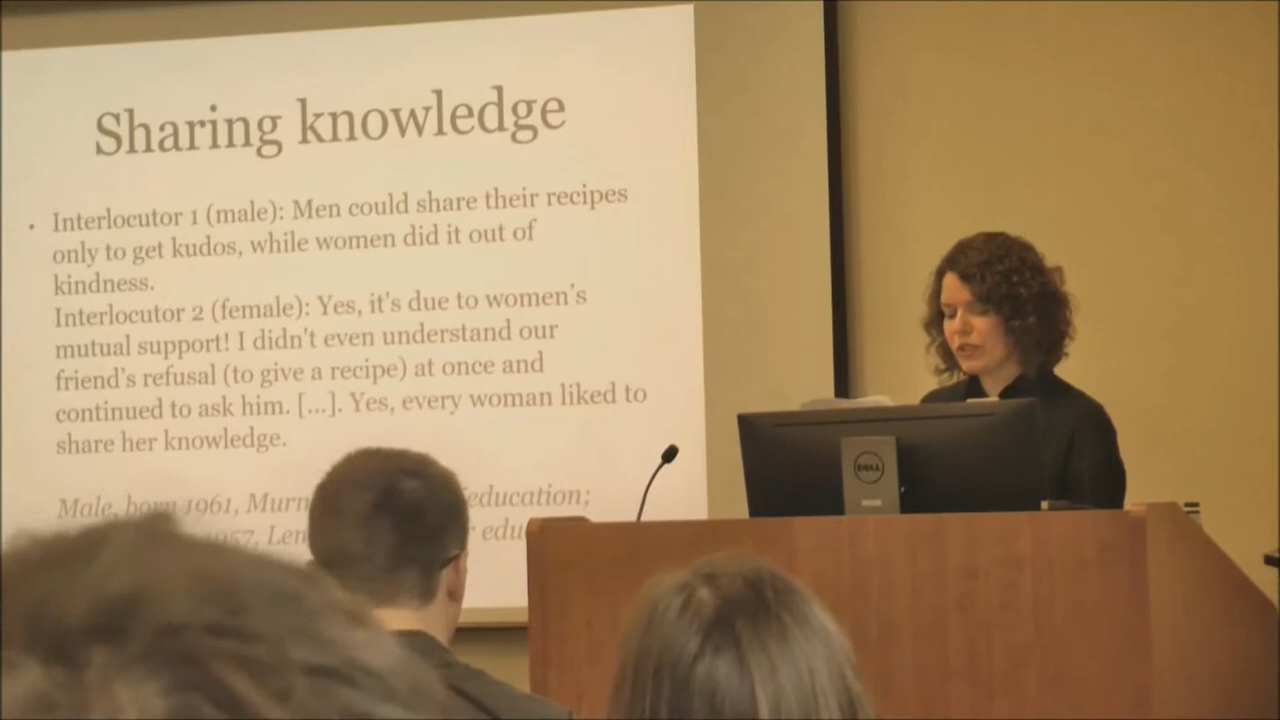 Sharing knowledge
• Interlocutor 1 (male): Men could share their recipes
only to get kudos, while women did it out of
kindness.
Interlocutor 2 (female): Yes, it's due to women's
mutual support! I didn't even understand our
friend's refusal (to give a recipe) at once and
continued to ask him. [...]. Yes, every woman liked to
share her knowledge.
Male, born 1961, education;
DELL